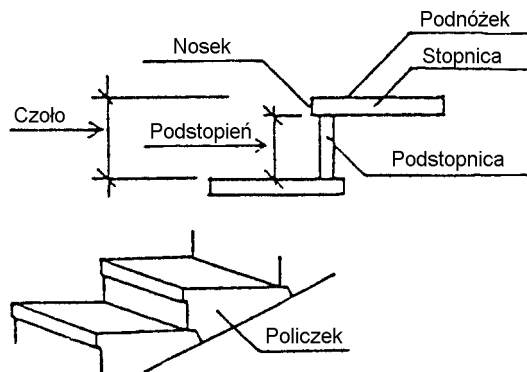 Podnóżek
Nosek
Stopnica
Czoło
Podstopień
Podstopnica
Policzek